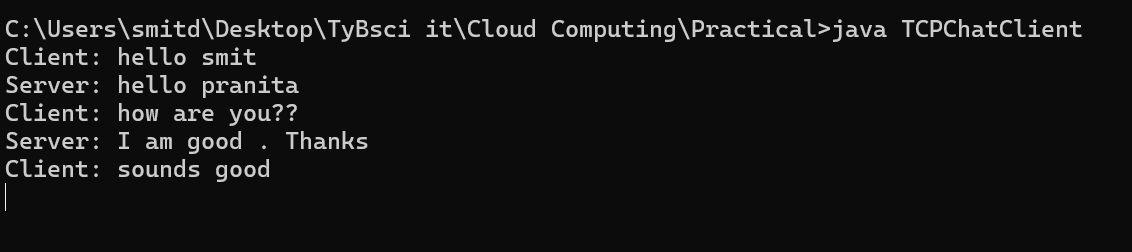 C:\Users\smitd\Desktop\TyBsci it\Cloud Computing\Practical>java TCPChatClient
Client: hello smit
Server: hello pranita
Client: how are you??
Server: I am good . Thanks
Client: sounds good